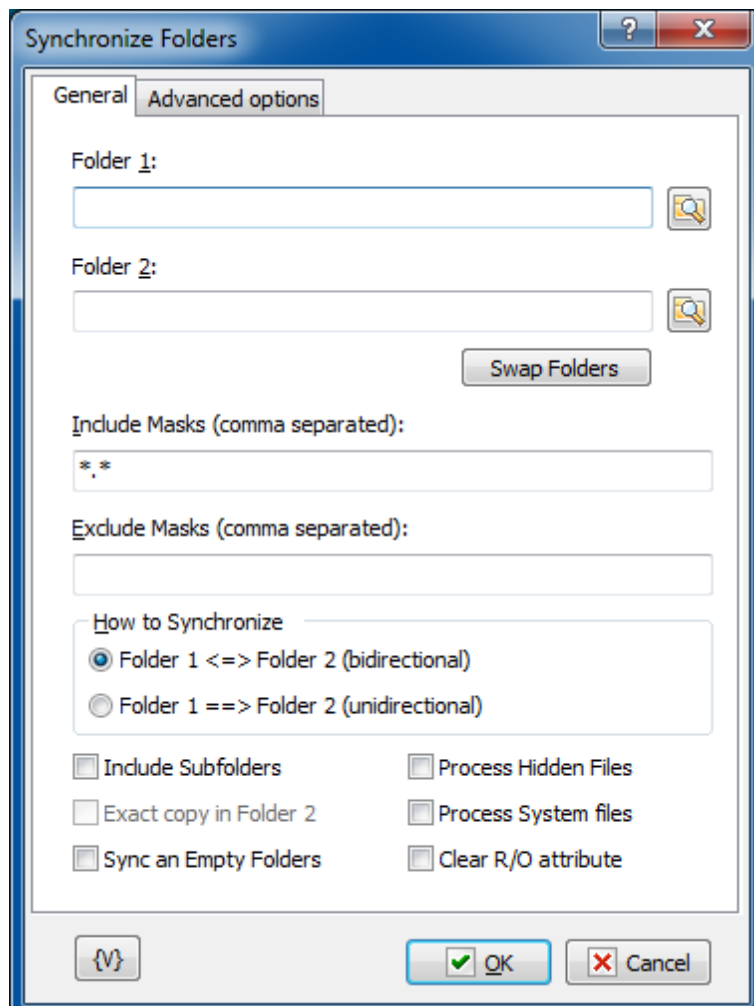 Synchronize Folders
?
General
Advanced options
Folder 1:
Folder 2:
Swap Folders
Include Masks (comma separated):
*.*
Exclude Masks (comma separated):
How to Synchronize
Folder 1 <=> Folder 2 (bidirectional)
Folder 1 ==> Folder 2 (unidirectional)
Include Subfolders
Process Hidden Files
Exact copy in Folder 2
Process System files
Sync an Empty Folders
Clear R/O attribute
{V}
OK
Cancel